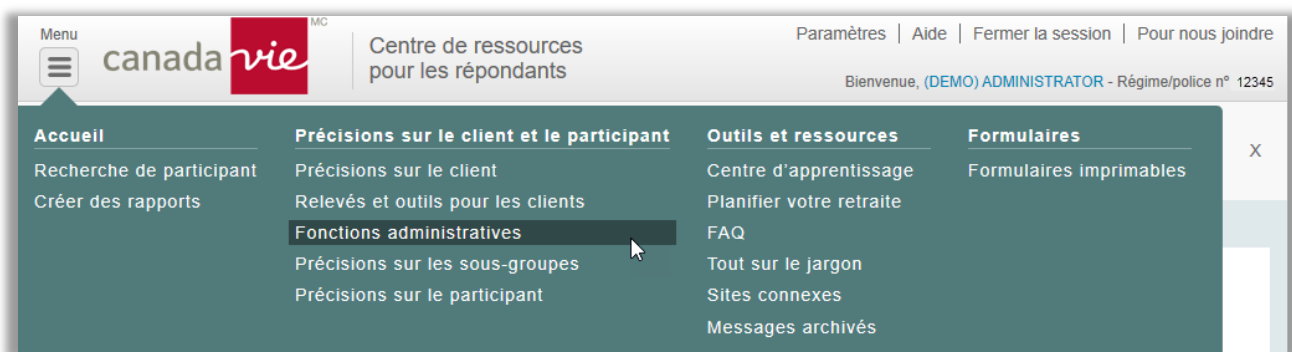 Menu
canada vie MC
Centre de ressources
pour les répondants
Paramètres | Aide | Fermer la session | Pour nous joindre
Bienvenue, (DEMO) ADMINISTRATOR - Régime/police nº 12345
Accueil
Recherche de participant
Créer des rapports
Précisions sur le client et le participant
Précisions sur le client
Relevés et outils pour les clients
Fonctions administratives
Précisions sur les sous-groupes
Précisions sur le participant
Outils et ressources
Centre d'apprentissage
Planifier votre retraite
FAQ
Tout sur le jargon
Sites connexes
Messages archivés
Formulaires
Formulaires imprimables
X